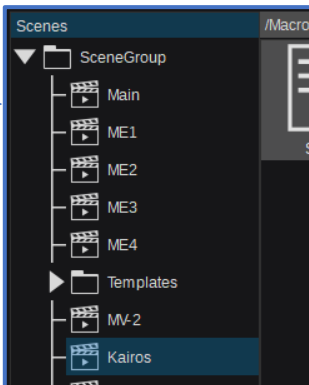 Scenes
/Macro
SceneGroup
Main
ME1
ME2
ME3
ME4
Templates
MV-2
Kairos